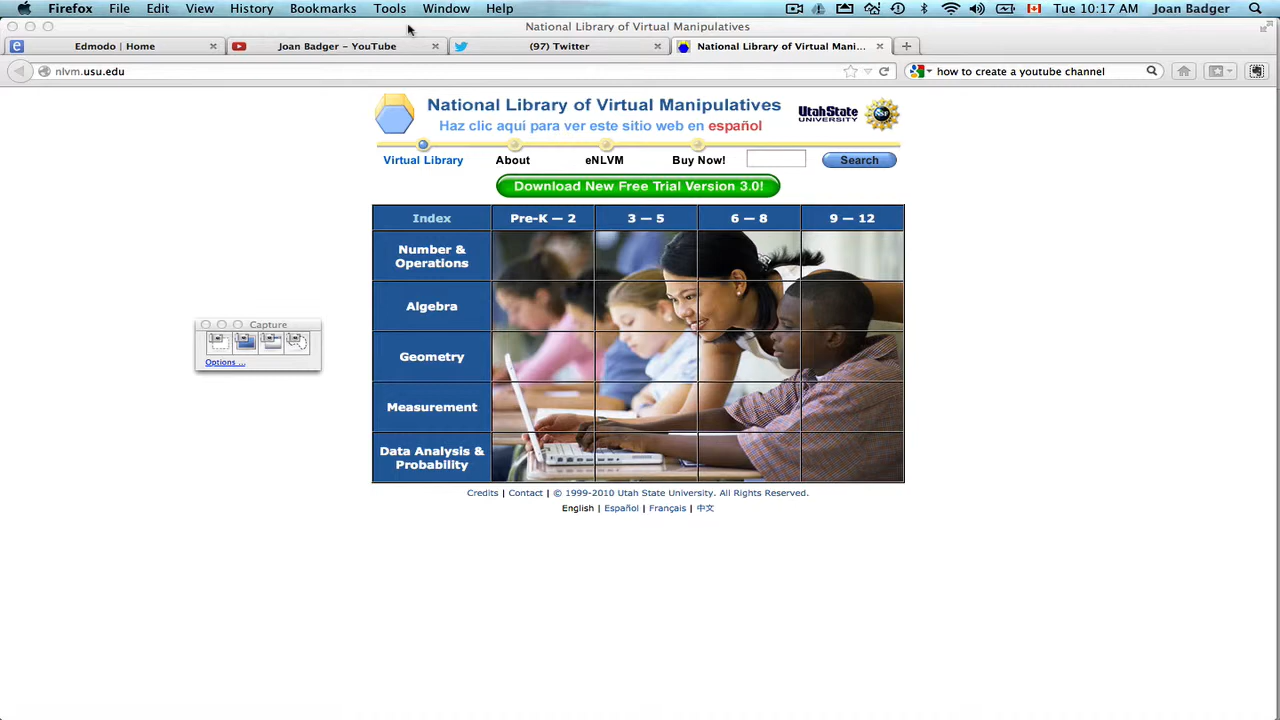 Firefox File Edit View History Bookmarks Tools Window Help Tue 10:17 AM Joan Badger
National Library of Virtual Manipulatives
Edmodo | Home Joan Badger – YouTube (97) Twitter National Library of Virtual Mani...
nlvm.usu.edu how to create a youtube channel
National Library of Virtual Manipulatives
Haz clic aquí para ver este sitio web en español
UtahState
UNIVERSITY
NSF
Virtual Library About eNLVM Buy Now! Search
Download New Free Trial Version 3.0!
Index Pre-K — 2 3 — 5 6 — 8 9 — 12
Number &
Operations
Algebra
Geometry
Measurement
Data Analysis &
Probability
Capture
Options ...
Credits | Contact | © 1999-2010 Utah State University. All Rights Reserved.
English | Español | Français | 中文